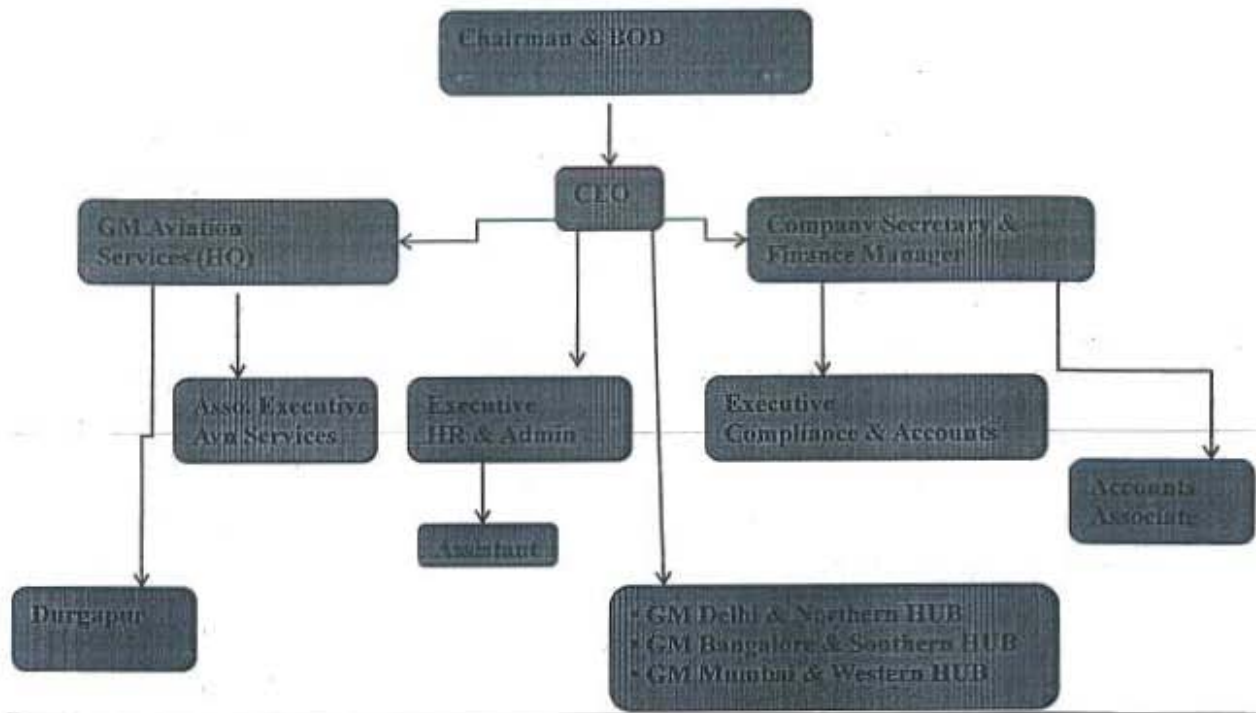 Chairman & BOD
CEO
GM Aviation
Services (HQ)
Company Secretary &
Finance Manager
Asso. Executive
Avn Services
Executive
HR & Admin
Executive
Compliance & Accounts
Accounts
Associate
Assistant
Durgapur
• GM Delhi & Northern HUB
• GM Bangalore & Southern HUB
• GM Mumbai & Western HUB